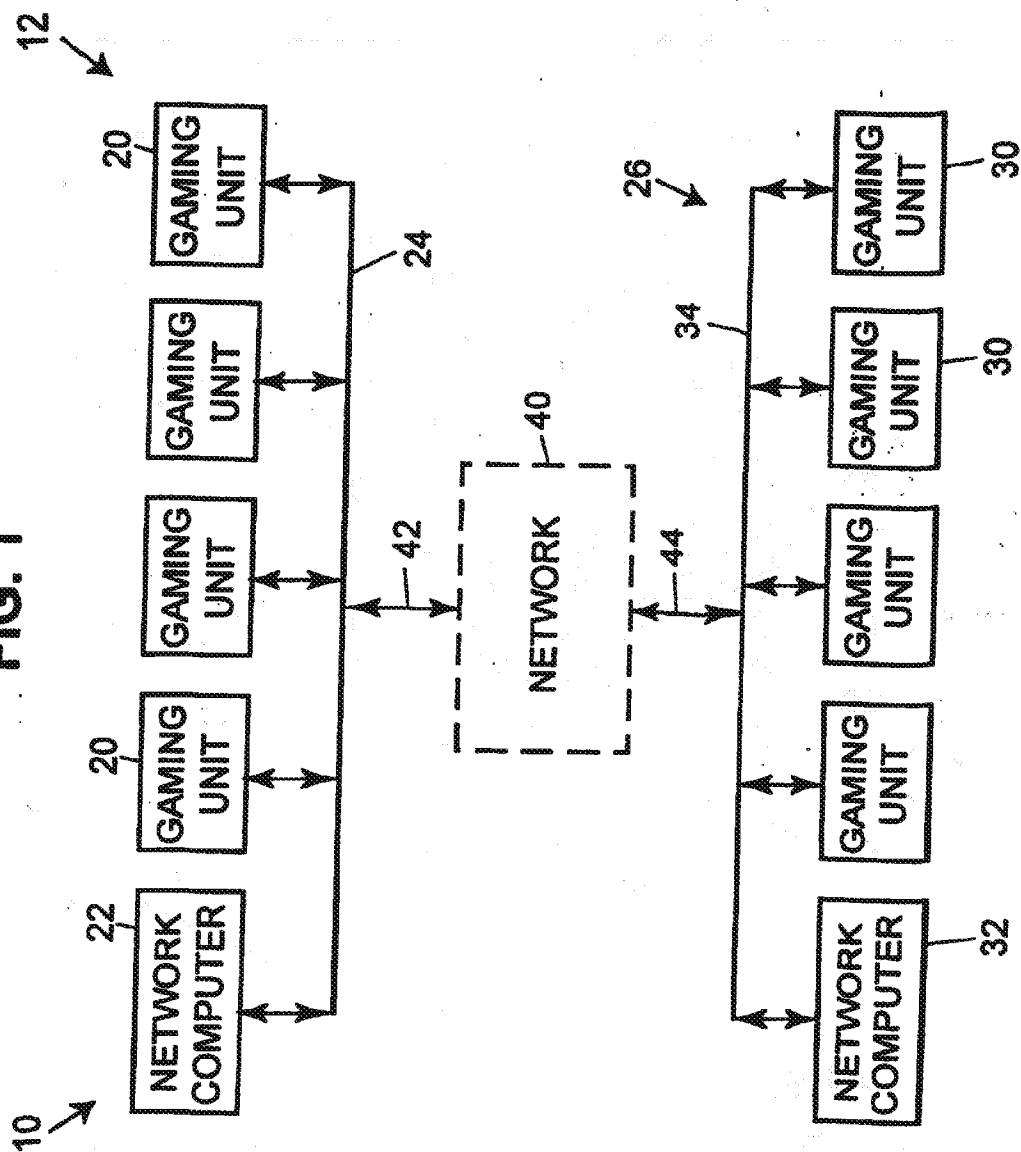 FIG. 1
10
12
22
NETWORK
COMPUTER
20
GAMING
UNIT
GAMING
UNIT
GAMING
UNIT
20
GAMING
UNIT
24
42
NETWORK
40
44
26
34
NETWORK
COMPUTER
32
GAMING
UNIT
GAMING
UNIT
GAMING
UNIT
30
GAMING
UNIT
30